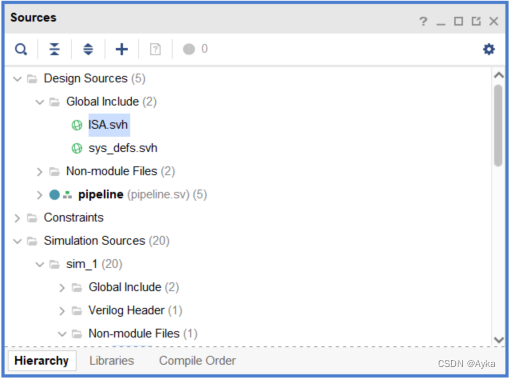 Sources
0
Design Sources (5)
Global Include (2)
ISA.svh
sys_defs.svh
Non-module Files (2)
pipeline (pipeline.sv) (5)
Constraints
Simulation Sources (20)
sim_1 (20)
Global Include (2)
Verilog Header (1)
Non-module Files (1)
Hierarchy Libraries Compile Order
CSDN @Ayka